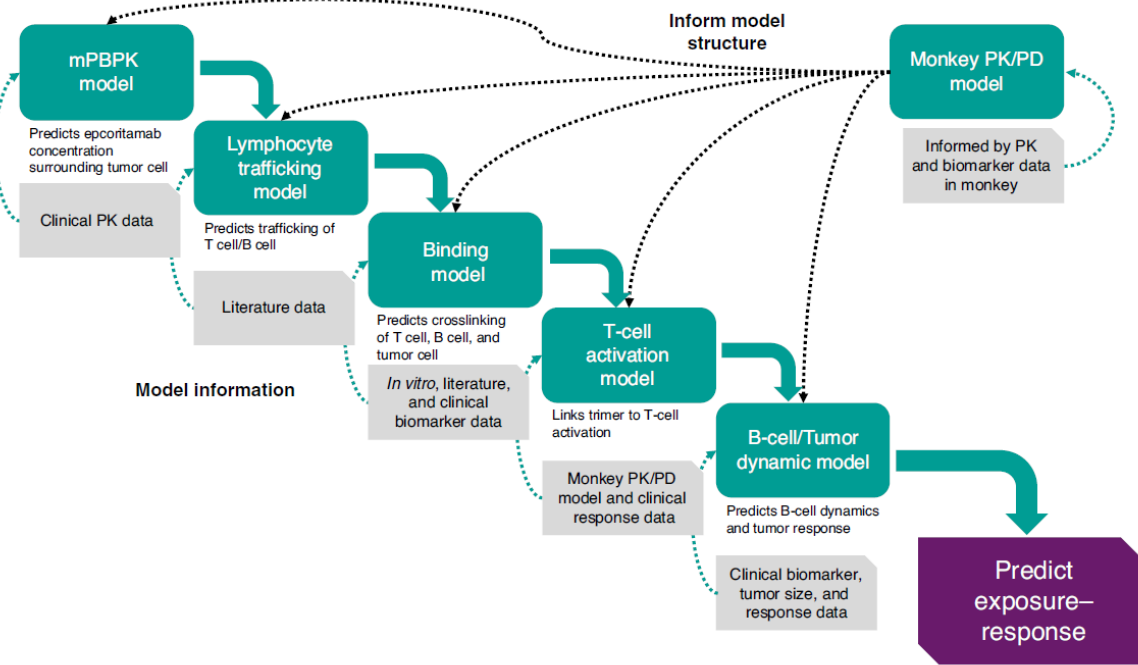 Inform model
structure
mPBPK
model
Monkey PK/PD
model
Predicts epcoritamab
concentration
surrounding tumor cell
Clinical PK data
Lymphocyte
trafficking
model
Informed by PK
and biomarker data
in monkey
Predicts trafficking of
T cell/B cell
Literature data
Binding
model
Predicts crosslinking
of T cell, B cell, and
tumor cell
Model information
In vitro, literature,
and clinical
biomarker data
T-cell
activation
model
Links trimer to T-cell
activation
Monkey PK/PD
model and clinical
response data
B-cell/Tumor
dynamic model
Predicts B-cell dynamics
and tumor response
Clinical biomarker,
tumor size, and
response data
Predict
exposure–
response